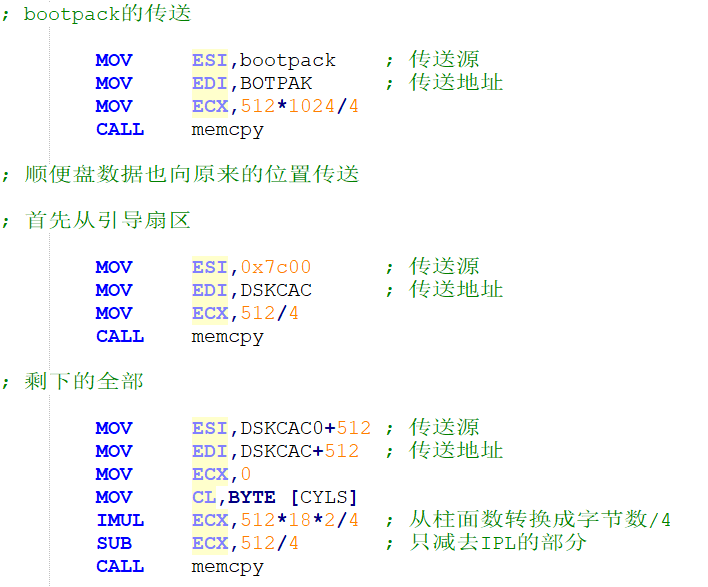 ; bootpack的传送
MOV ESI,bootpack ; 传送源
MOV EDI,BOTPAK ; 传送地址
MOV ECX,512*1024/4
CALL memcpy
; 顺便盘数据也向原来的位置传送
; 首先从引导扇区
MOV ESI,0x7c00 ; 传送源
MOV EDI,DSKCAC ; 传送地址
MOV ECX,512/4
CALL memcpy
; 剩下的全部
MOV ESI,DSKCAC0+512 ; 传送源
MOV EDI,DSKCAC+512 ; 传送地址
MOV ECX,0
MOV CL,BYTE [CYLS]
IMUL ECX,512*18*2/4 ; 从柱面数转换成字节数/4
SUB ECX,512/4 ; 只减去IPL的部分
CALL memcpy